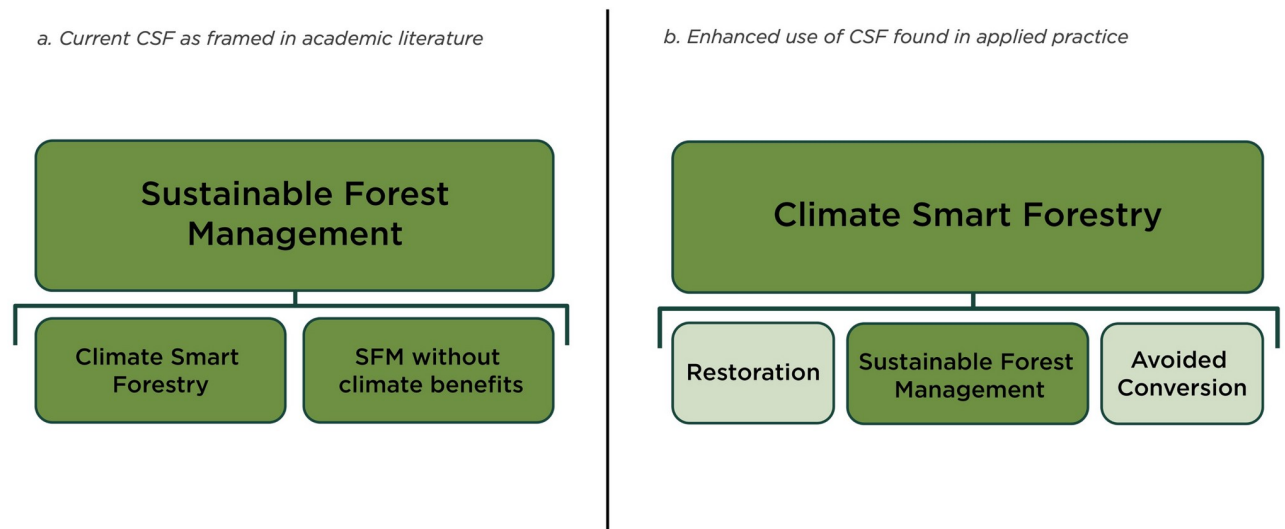 a. Current CSF as framed in academic literature
Sustainable Forest
Management
Climate Smart
Forestry
SFM without
climate benefits
b. Enhanced use of CSF found in applied practice
Climate Smart Forestry
Restoration
Sustainable Forest
Management
Avoided
Conversion